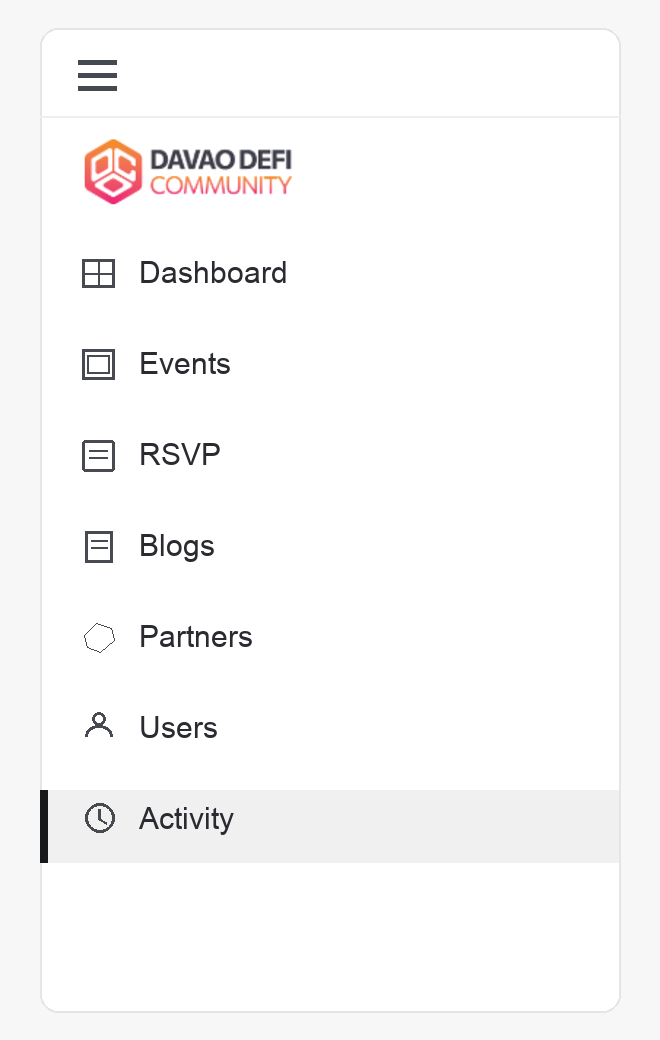 DAVAO DEFI
COMMUNITY
Dashboard
Events
RSVP
Blogs
Partners
Users
Activity